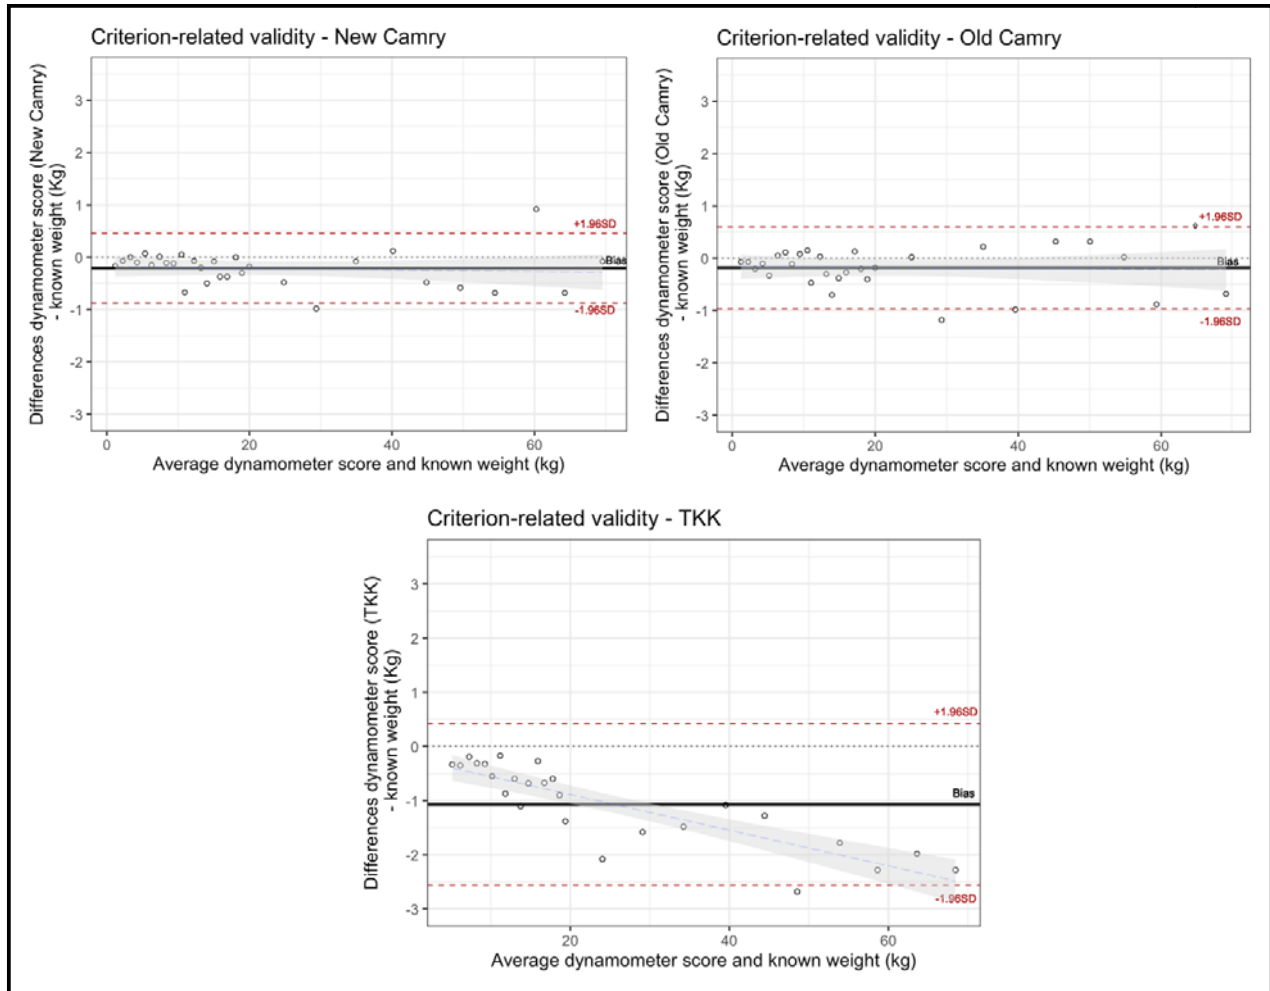 Criterion-related validity - New Camry
Differences dynamometer score (New Camry)
- known weight (Kg)
3
2
1
0
-1
-2
-3
+1.96SD
Bias
-1.96SD
0
20
40
60
Average dynamometer score and known weight (kg)
Criterion-related validity - Old Camry
Differences dynamometer score (Old Camry)
- known weight (Kg)
3
2
1
0
-1
-2
-3
+1.96SD
Bias
-1.96SD
0
20
40
60
Average dynamometer score and known weight (kg)
Criterion-related validity - TKK
Differences dynamometer score (TKK)
- known weight (Kg)
3
2
1
0
-1
-2
-3
+1.96SD
Bias
-1.96SD
20
40
60
Average dynamometer score and known weight (kg)